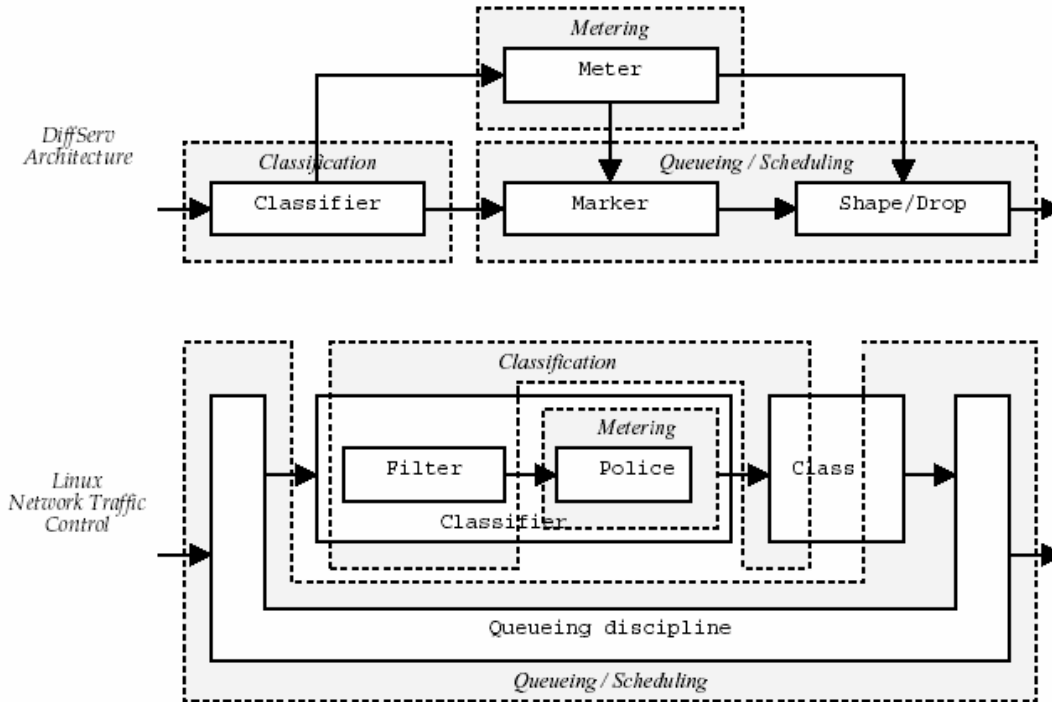 Metering
Meter
DiffServ
Architecture
Classification
Queueing / Scheduling
Classifier
Marker
Shape/Drop
Classification
Metering
Filter
Police
Class
Linux
Network Traffic
Control
Classifier
Queueing discipline
Queueing / Scheduling